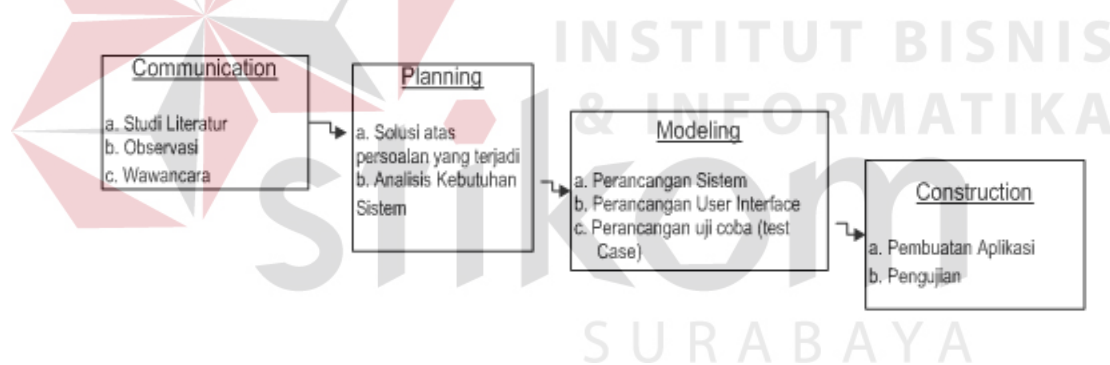 INSTITUT BISNIS
& INFORMATIKA
stikom
SURABAYA
Communication
a. Studi Literatur
b. Observasi
c. Wawancara
Planning
a. Solusi atas
persoalan yang terjadi
b. Analisis Kebutuhan
Sistem
Modeling
a. Perancangan Sistem
b. Perancangan User Interface
c. Perancangan uji coba (test
Case)
Construction
a. Pembuatan Aplikasi
b. Pengujian